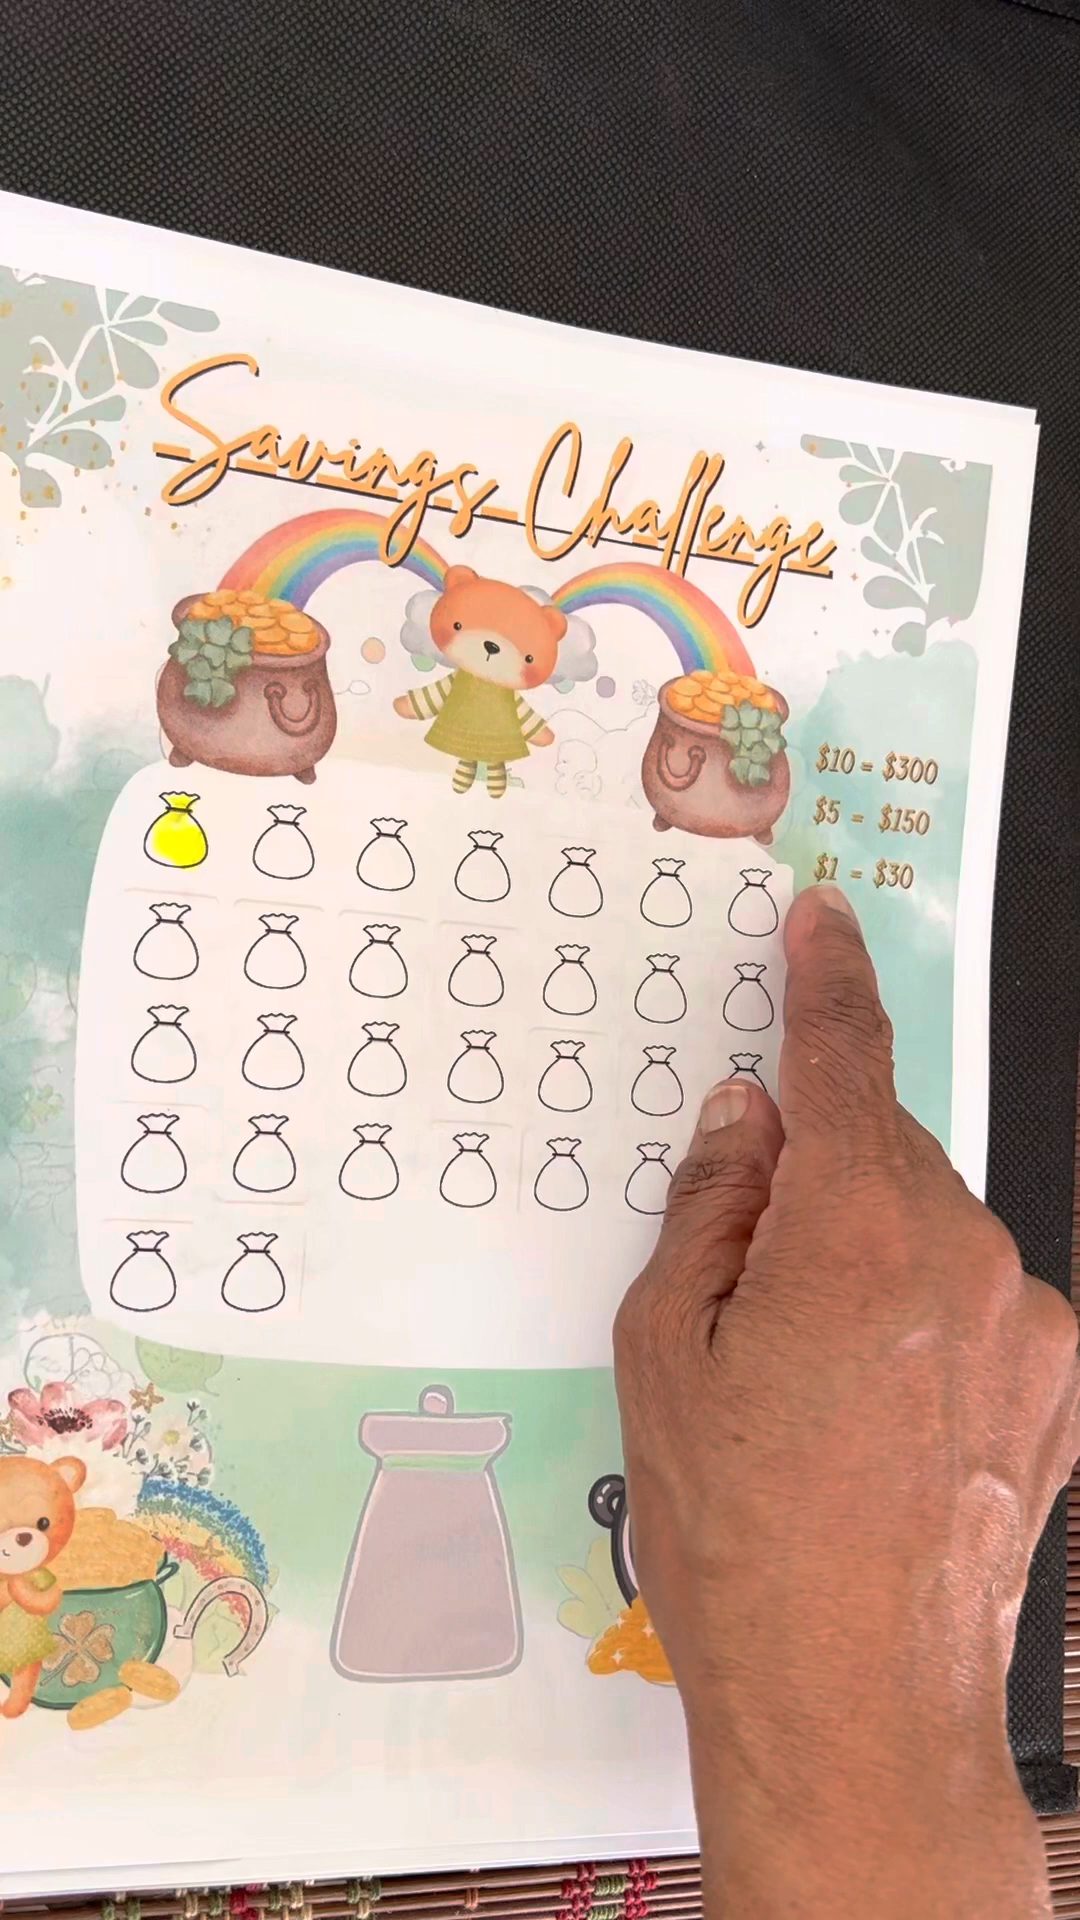 Savings Challenge
$10 = $300
$5 = $150
$1 = $30